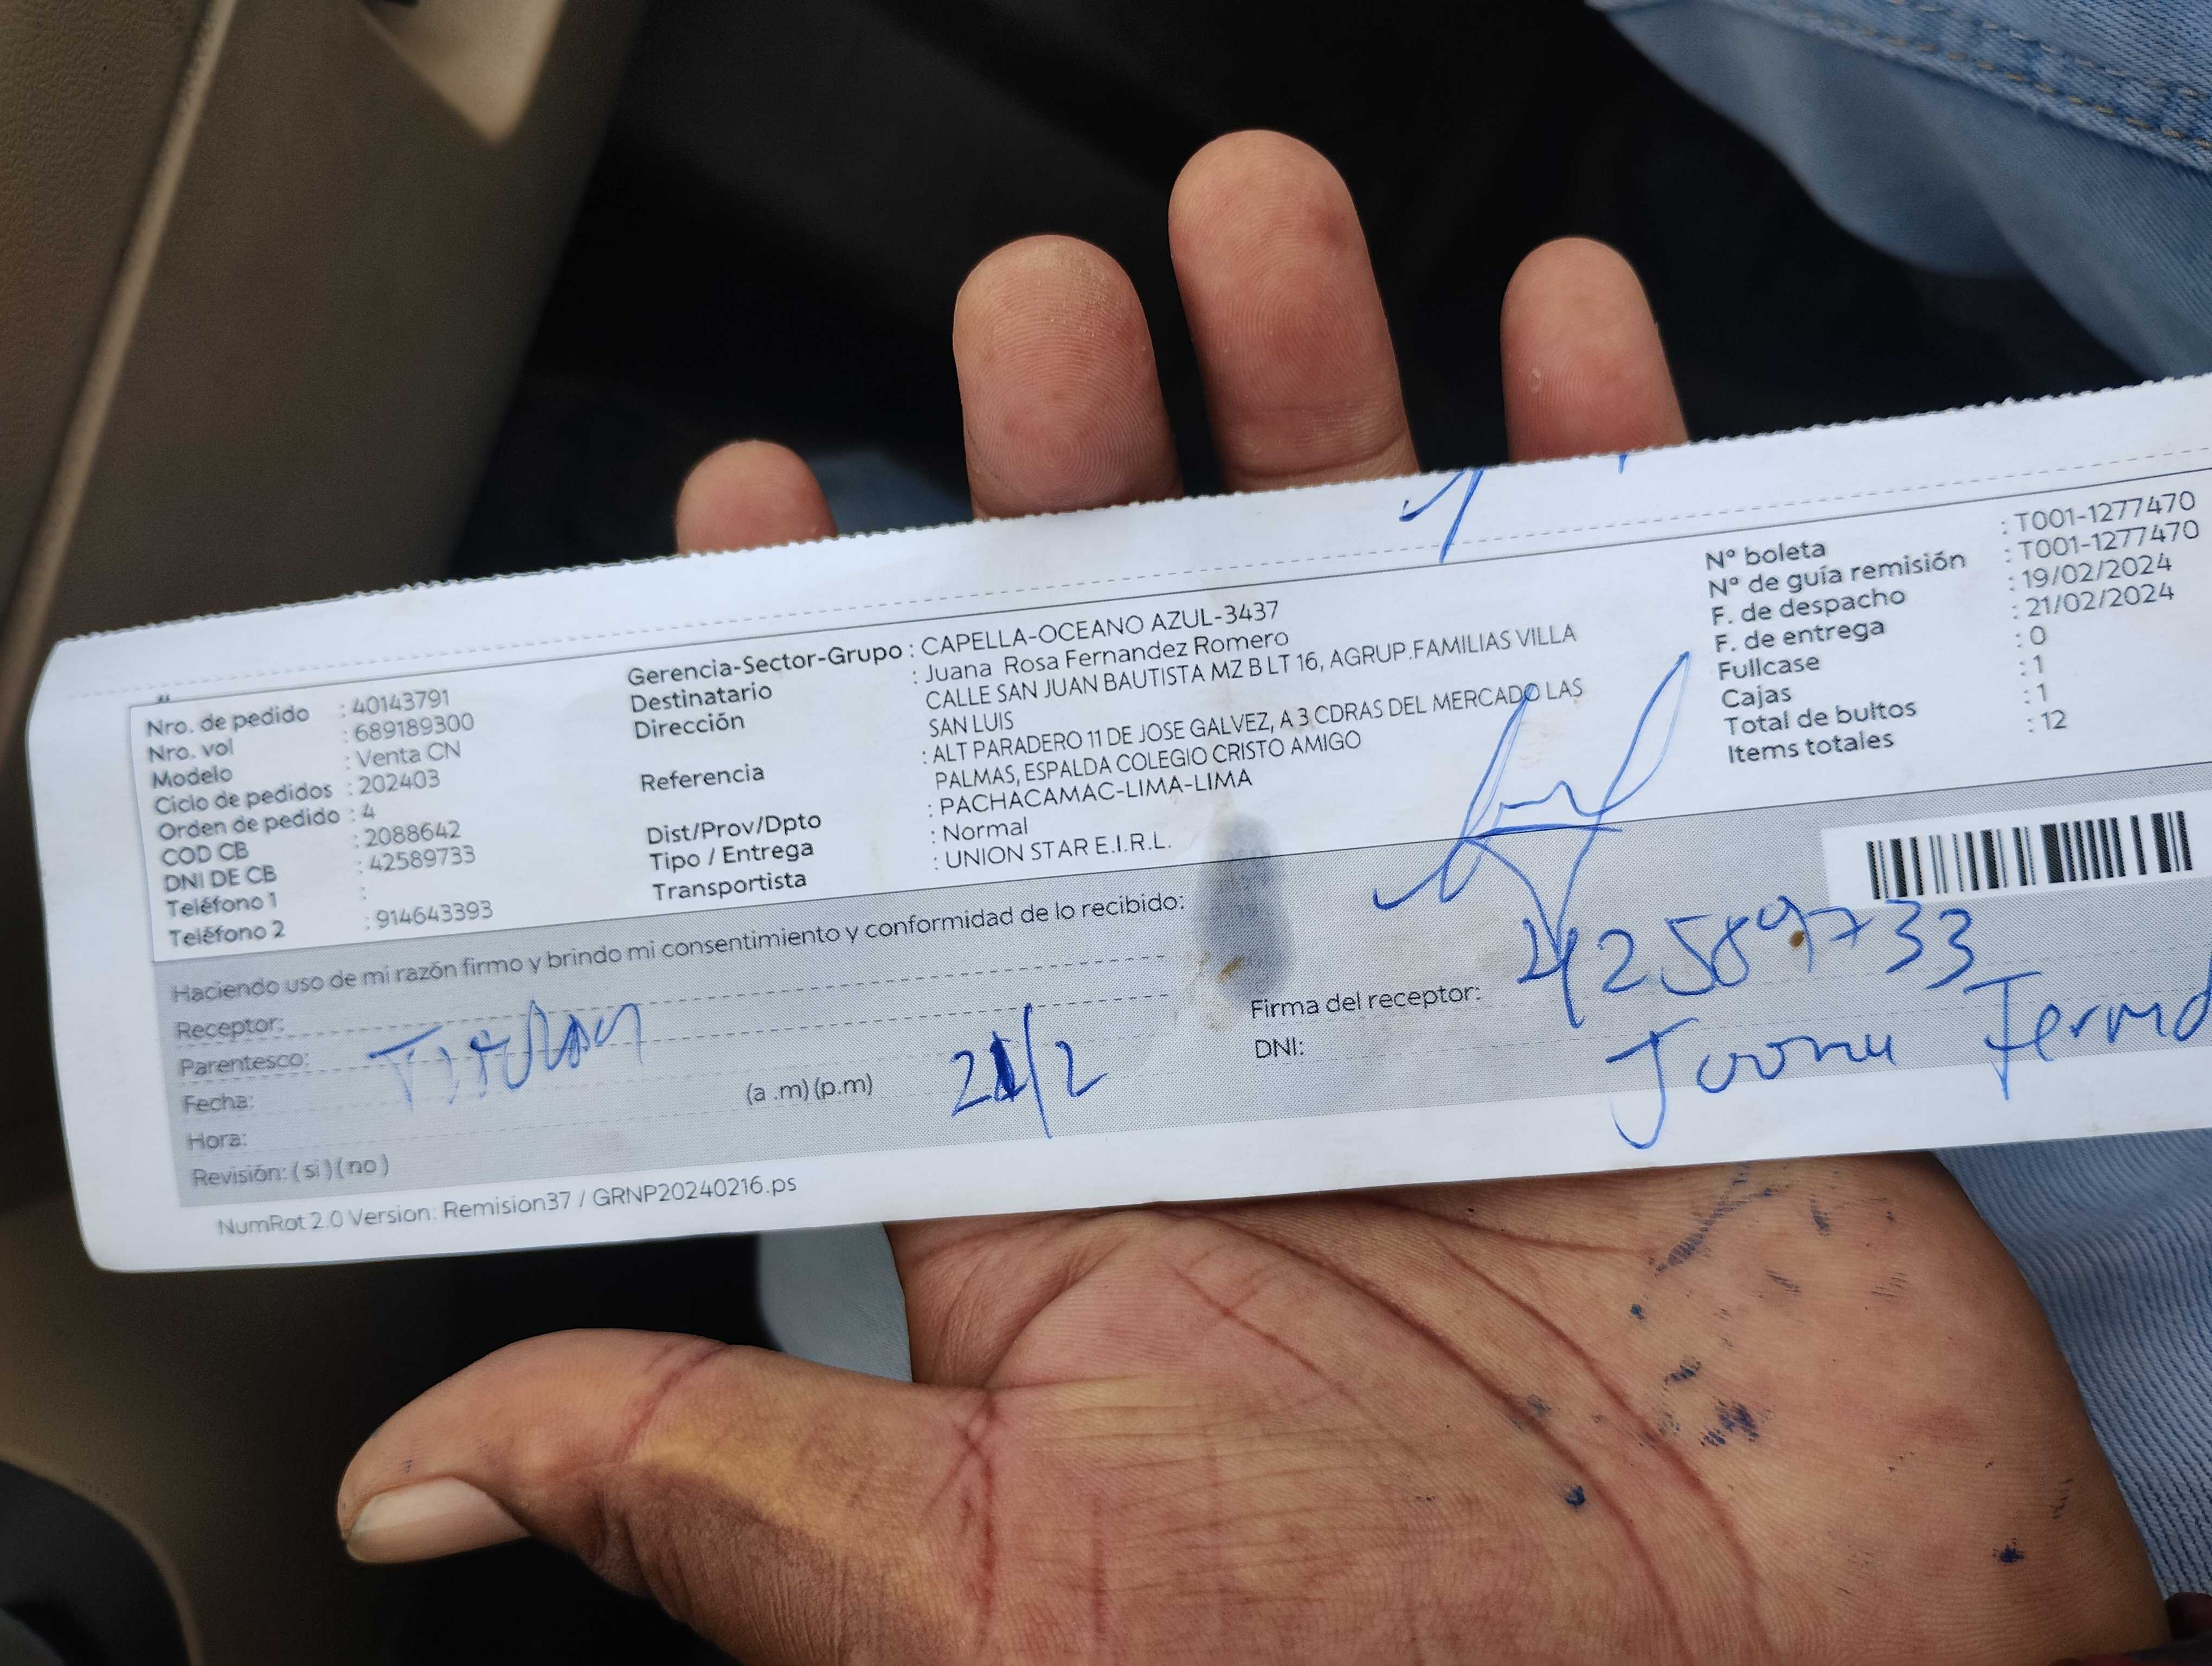 Nro. de pedido : 40143791
Nro. vol : 689189300
Modelo : Venta CN
Ciclo de pedidos : 202403
Orden de pedido : 4
COD CB : 2088642
DNI DE CB : 42589733
Teléfono 1 :
Teléfono 2 : 914643393
Gerencia-Sector-Grupo : CAPELLA-OCEANO AZUL-3437
Destinatario : Juana Rosa Fernandez Romero
Dirección CALLE SAN JUAN BAUTISTA MZ B LT 16, AGRUP.FAMILIAS VILLA
SAN LUIS
Referencia : ALT PARADERO 11 DE JOSE GALVEZ, A 3 CDRAS DEL MERCADO LAS
PALMAS, ESPALDA COLEGIO CRISTO AMIGO
Dist/Prov/Dpto : PACHACAMAC-LIMA-LIMA
Tipo / Entrega : Normal
Transportista : UNION STAR E.I.R.L.
N° boleta : T001-1277470
N° de guía remisión : T001-1277470
F. de despacho : 19/02/2024
F. de entrega : 21/02/2024
Fullcase : 0
Cajas : 1
Total de bultos : 1
Items totales : 12
Haciendo uso de mi razón firmo y brindo mi consentimiento y conformidad de lo recibido:
Receptor:
Parentesco: Titular
Fecha: 21/2
Hora: (a .m) (p.m)
Revisión: ( si ) ( no )
Firma del receptor: 42589733
DNI: Juana
NumRot 2.0 Version: Remision37 / GRNP20240216.ps